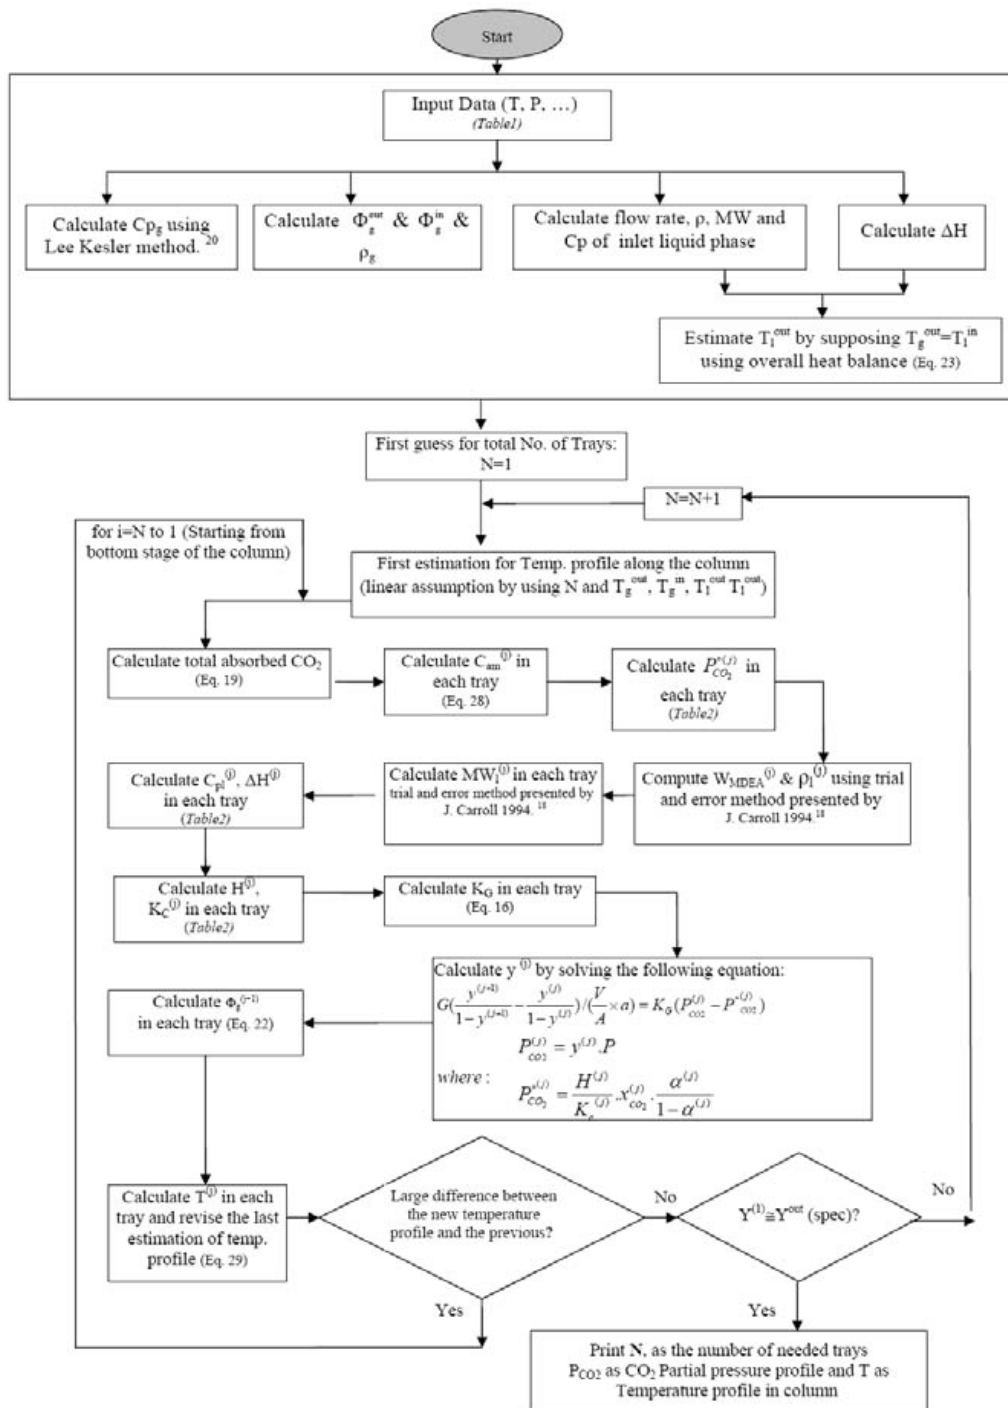 Start
Input Data (T, P, …)
(Table1)
Calculate Cpg using
Lee Kesler method. 20
Calculate Φg^out & Φg^in &
ρg
Calculate flow rate, ρ, MW and
Cp of inlet liquid phase
Calculate ΔH
Estimate Tl^out by supposing Tg^out=Tl^in
using overall heat balance (Eq. 23)
First guess for total No. of Trays:
N=1
N=N+1
for i=N to 1 (Starting from
bottom stage of the column)
First estimation for Temp. profile along the column
(linear assumption by using N and Tg^out, Tg^in, Tl^out Tl^out)
Calculate total absorbed CO2
(Eq. 19)
Calculate Cam^(j) in
each tray
(Eq. 28)
Calculate P*(j)CO2 in
each tray
(Table2)
Compute WMDEA^(j) & ρl^(j) using trial
and error method presented by
J. Carroll 1994.18
Calculate MWl^(j) in each tray
trial and error method presented by
J. Carroll 1994. 18
Calculate Cpl^(j), ΔH^(j)
in each tray
(Table2)
Calculate H^(j),
KC^(j) in each tray
(Table2)
Calculate KG in each tray
(Eq. 16)
Calculate y^(j) by solving the following equation:
G(y^(j+1)/1-y^(j+1) - y^(j)/1-y^(j))/(V/A × a) = KG(P^(j)CO2 - P*(j)CO2)
P^(j)CO2 = y^(j).P
where : P*(j)CO2 = H^(j)/Kc^(j) .x^(j)CO2 . α^(j)/1-α^(j)
Calculate Φg^(j-1)
in each tray (Eq. 22)
Calculate T^(j) in each
tray and revise the last
estimation of temp.
profile (Eq. 29)
Large difference between
the new temperature
profile and the previous?
No
Y^(1)≅Y^out (spec)?
No
Yes
Yes
Print N, as the number of needed trays
PCO2 as CO2 Partial pressure profile and T as
Temperature profile in column